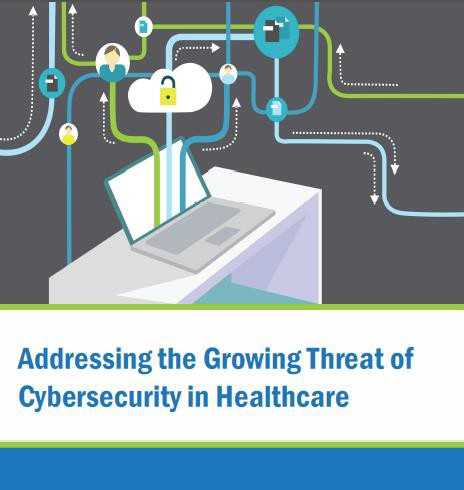 Addressing the Growing Threat of
Cybersecurity in Healthcare